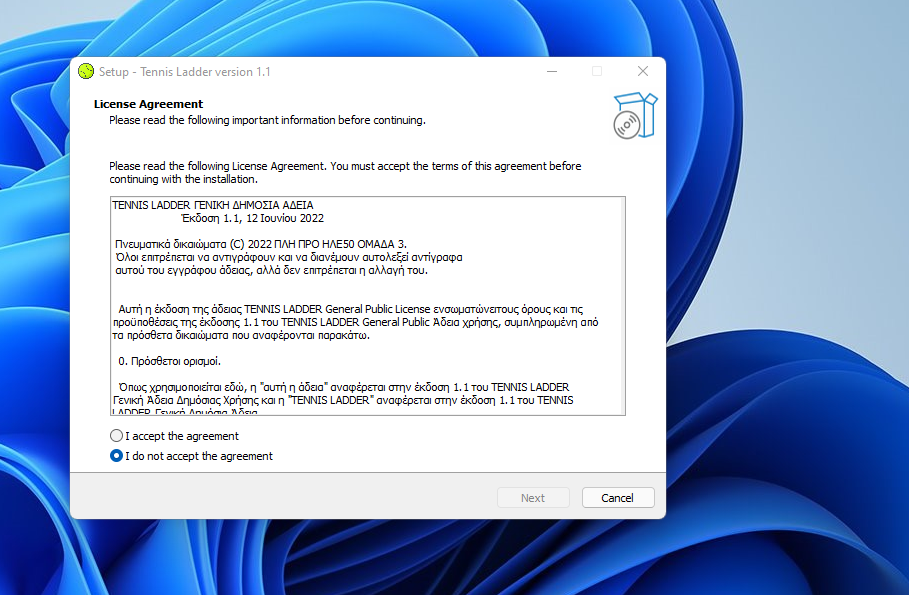 Setup - Tennis Ladder version 1.1
License Agreement
Please read the following important information before continuing.
Please read the following License Agreement. You must accept the terms of this agreement before
continuing with the installation.
TENNIS LADDER ΓΕΝΙΚΗ ΔΗΜΟΣΙΑ ΑΔΕΙΑ
Έκδοση 1.1, 12 Ιουνίου 2022
Πνευματικά δικαιώματα (C) 2022 ΠΛΗ ΠΡΟ ΗΛΕ50 ΟΜΑΔΑ 3.
Όλοι επιτρέπεται να αντιγράφουν και να διανέμουν αυτολεξεί αντίγραφα
αυτού του εγγράφου άδειας, αλλά δεν επιτρέπεται η αλλαγή του.
Αυτή η έκδοση της άδειας TENNIS LADDER General Public License ενσωματώνειτους όρους και τις
προϋποθέσεις της έκδοσης 1.1 του TENNIS LADDER General Public Άδεια χρήσης, συμπληρωμένη από
τα πρόσθετα δικαιώματα που αναφέρονται παρακάτω.
0. Πρόσθετοι ορισμοί.
Όπως χρησιμοποιείται εδώ, η "αυτή η άδεια" αναφέρεται στην έκδοση 1.1 του TENNIS LADDER
Γενική Άδεια Δημόσιας Χρήσης και η "TENNIS LADDER" αναφέρεται στην έκδοση 1.1 του TENNIS
LADDER Γενική Δημόσια Άδεια
I accept the agreement
I do not accept the agreement
Next
Cancel